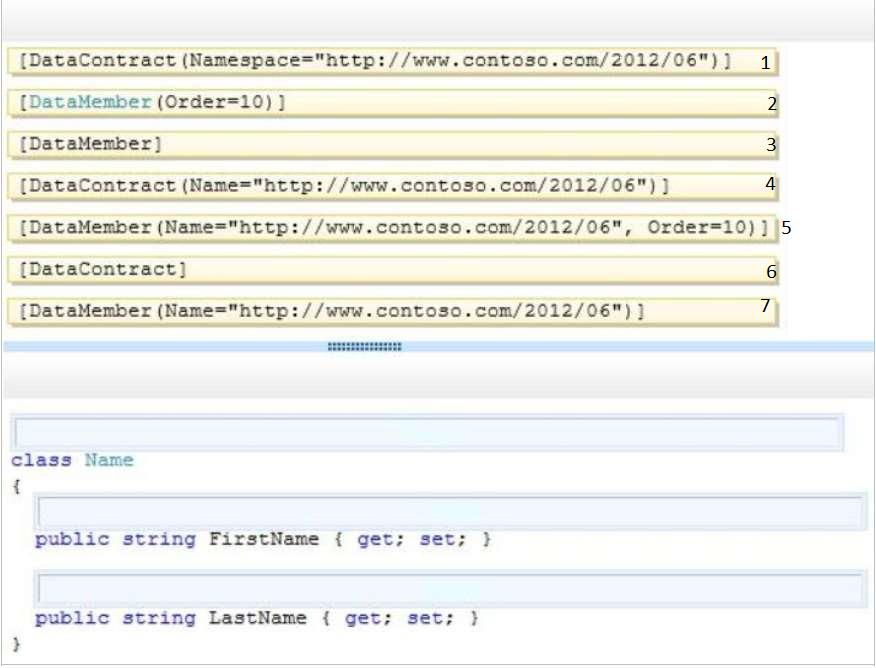 [DataContract(Namespace="http://www.contoso.com/2012/06")] 1
[DataMember(Order=10)] 2
[DataMember] 3
[DataContract(Name="http://www.contoso.com/2012/06")] 4
[DataMember(Name="http://www.contoso.com/2012/06", Order=10)] 5
[DataContract] 6
[DataMember(Name="http://www.contoso.com/2012/06")] 7
class Name
{
public string FirstName { get; set; }
public string LastName { get; set; }
}